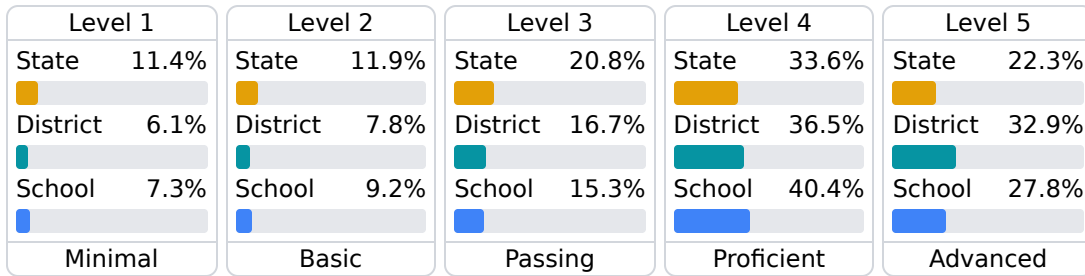 Level 1
State 11.4%
District 6.1%
School 7.3%
Minimal
Level 2
State 11.9%
District 7.8%
School 9.2%
Basic
Level 3
State 20.8%
District 16.7%
School 15.3%
Passing
Level 4
State 33.6%
District 36.5%
School 40.4%
Proficient
Level 5
State 22.3%
District 32.9%
School 27.8%
Advanced